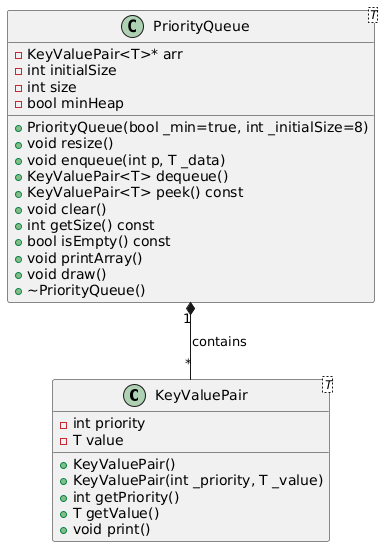 T
C PriorityQueue
KeyValuePair<T>* arr
int initialSize
int size
bool minHeap
PriorityQueue(bool _min=true, int _initialSize=8)
void resize()
void enqueue(int p, T _data)
KeyValuePair<T> dequeue()
KeyValuePair<T> peek() const
void clear()
int getSize() const
bool isEmpty() const
void printArray()
void draw()
~PriorityQueue()
1
contains
*
T
C KeyValuePair
int priority
T value
KeyValuePair()
KeyValuePair(int _priority, T _value)
int getPriority()
T getValue()
void print()